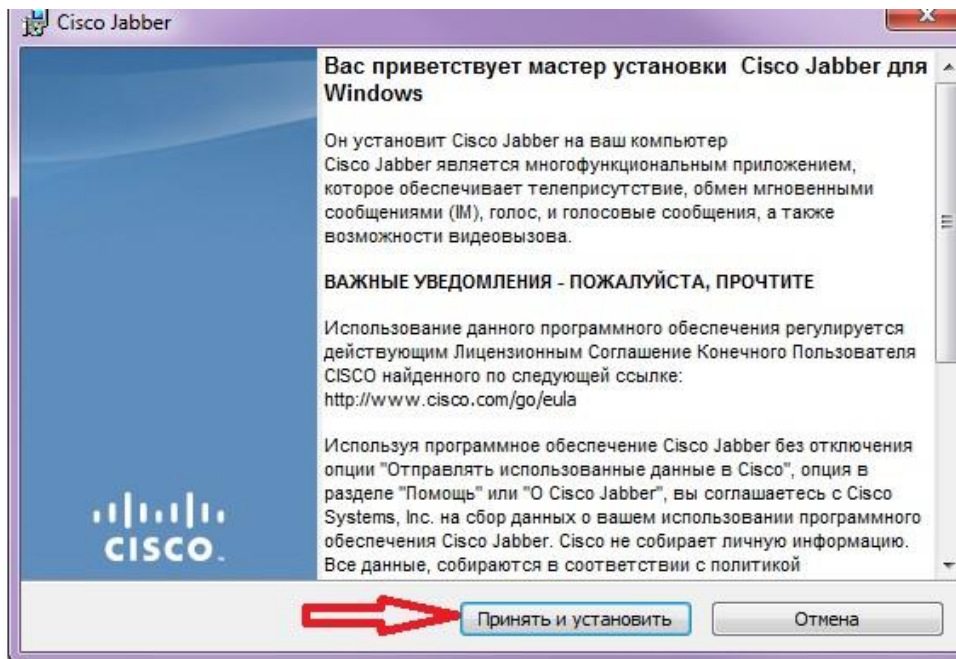 Cisco Jabber
Вас приветствует мастер установки Cisco Jabber для
Windows
Он установит Cisco Jabber на ваш компьютер
Cisco Jabber является многофункциональным приложением,
которое обеспечивает телеприсутствие, обмен мгновенными
сообщениями (IM), голос, и голосовые сообщения, а также
возможности видеовызова.
ВАЖНЫЕ УВЕДОМЛЕНИЯ - ПОЖАЛУЙСТА, ПРОЧТИТЕ
Использование данного программного обеспечения регулируется
действующим Лицензионным Соглашение Конечного Пользователя
CISCO найденного по следующей ссылке:
http://www.cisco.com/go/eula
Используя программное обеспечение Cisco Jabber без отключения
опции "Отправлять использованные данные в Cisco", опция в
разделе "Помощь" или "О Cisco Jabber", вы соглашаетесь с Cisco
Systems, Inc. на сбор данных о вашем использовании программного
обеспечения Cisco Jabber. Cisco не собирает личную информацию.
Все данные, собираются в соответствии с политикой
CISCO
Принять и установить
Отмена